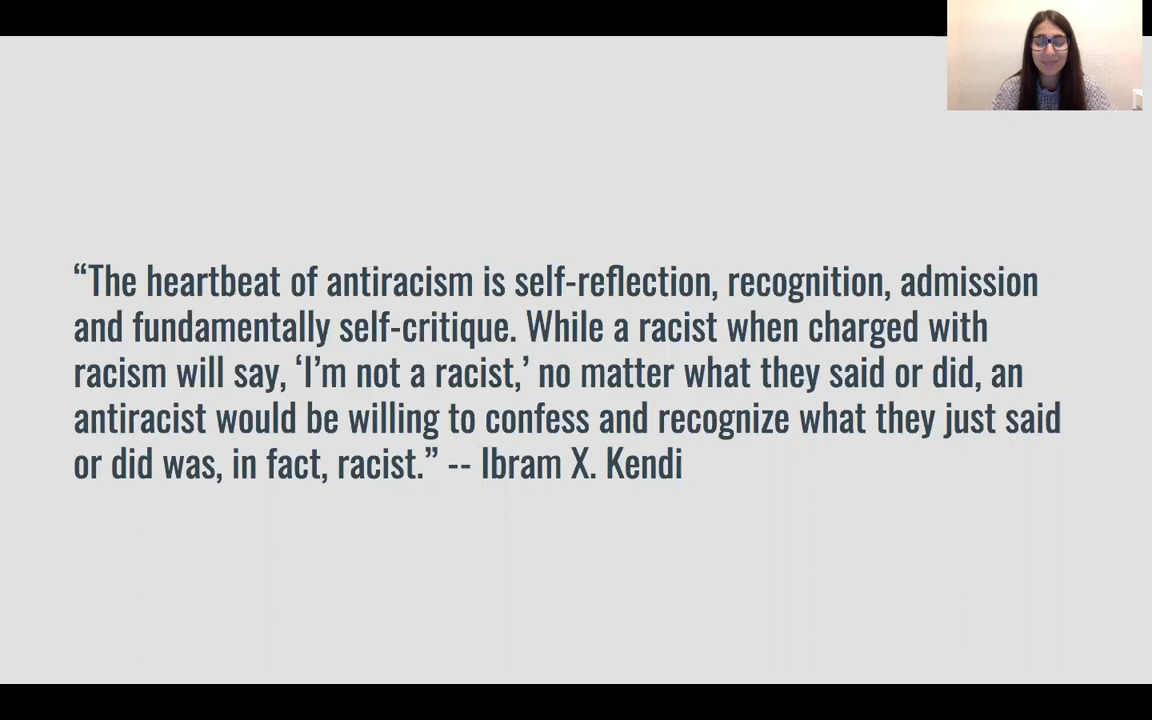 “The heartbeat of antiracism is self-reflection, recognition, admission
and fundamentally self-critique. While a racist when charged with
racism will say, ‘I’m not a racist,’ no matter what they said or did, an
antiracist would be willing to confess and recognize what they just said
or did was, in fact, racist.” -- Ibram X. Kendi